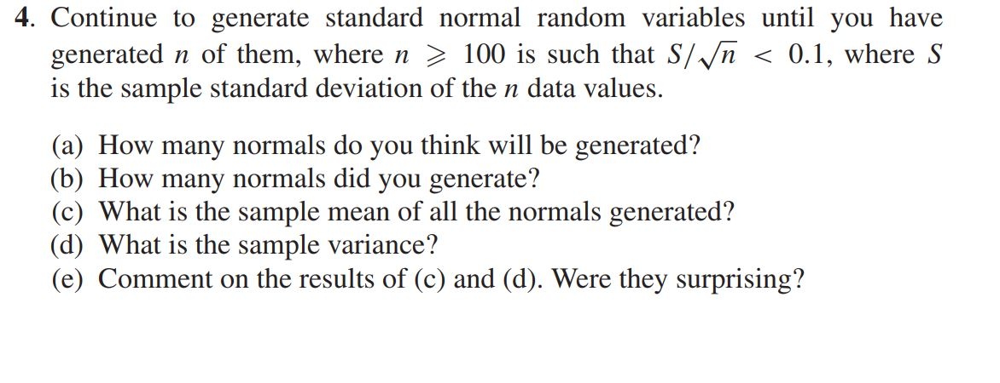 4. Continue to generate standard normal random variables until you have
generated n of them, where n ⩾ 100 is such that S/√n < 0.1, where S
is the sample standard deviation of the n data values.
(a) How many normals do you think will be generated?
(b) How many normals did you generate?
(c) What is the sample mean of all the normals generated?
(d) What is the sample variance?
(e) Comment on the results of (c) and (d). Were they surprising?